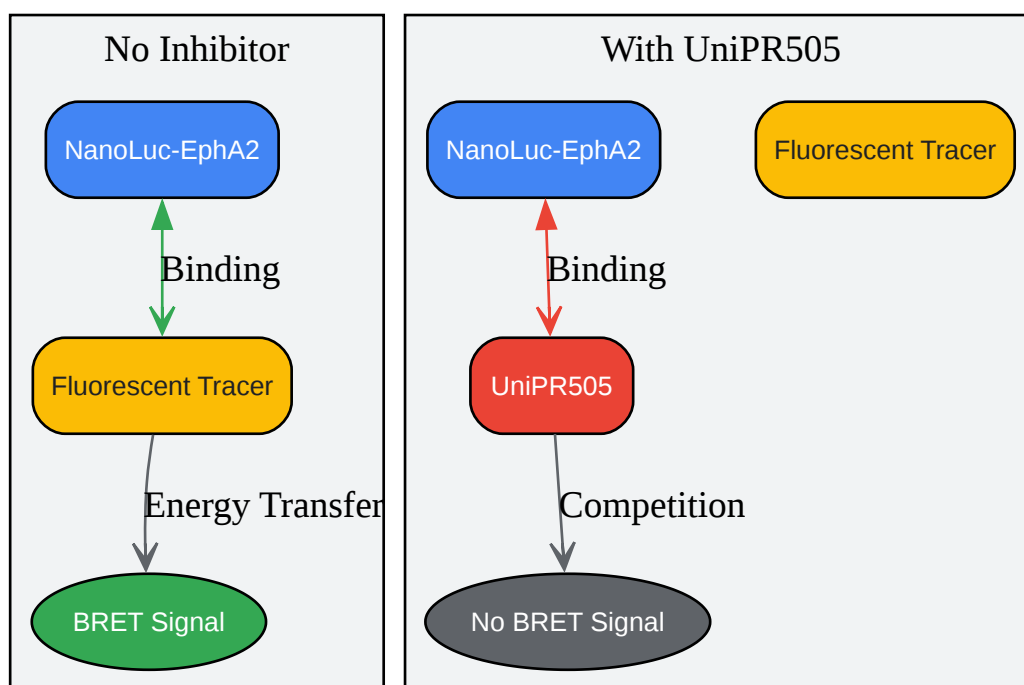 No Inhibitor
NanoLuc-EphA2
Binding
Fluorescent Tracer
Energy Transfer
BRET Signal
With UniPR505
NanoLuc-EphA2
Fluorescent Tracer
Binding
UniPR505
Competition
No BRET Signal